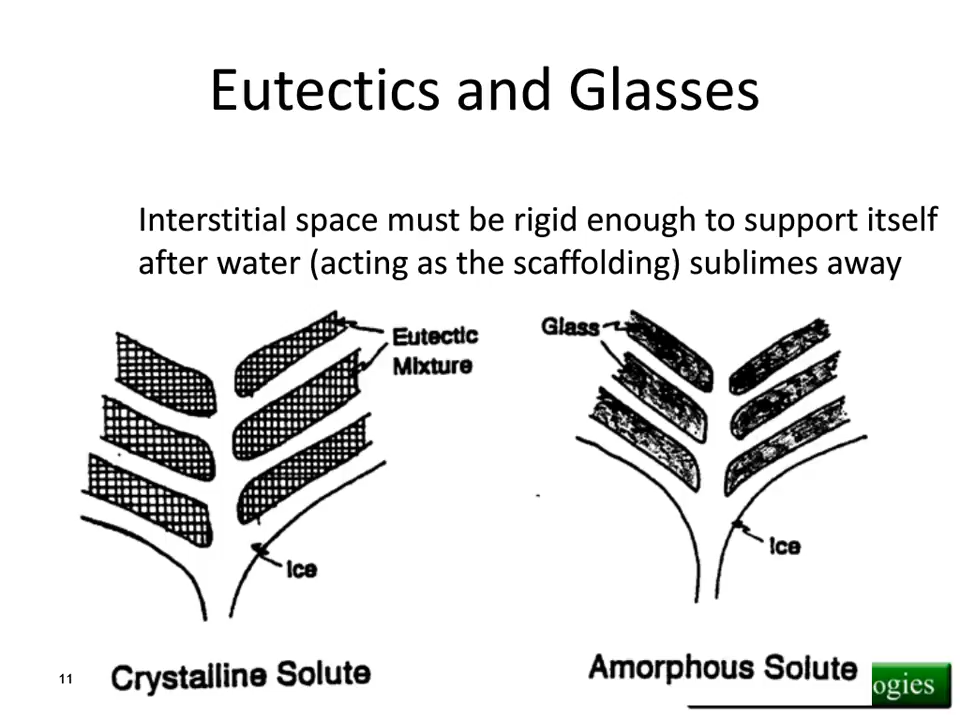 Eutectics and Glasses
Interstitial space must be rigid enough to support itself
after water (acting as the scaffolding) sublimes away
Eutectic
Mixture
Ice
Crystalline Solute
Glass
Ice
Amorphous Solute
11
ogies